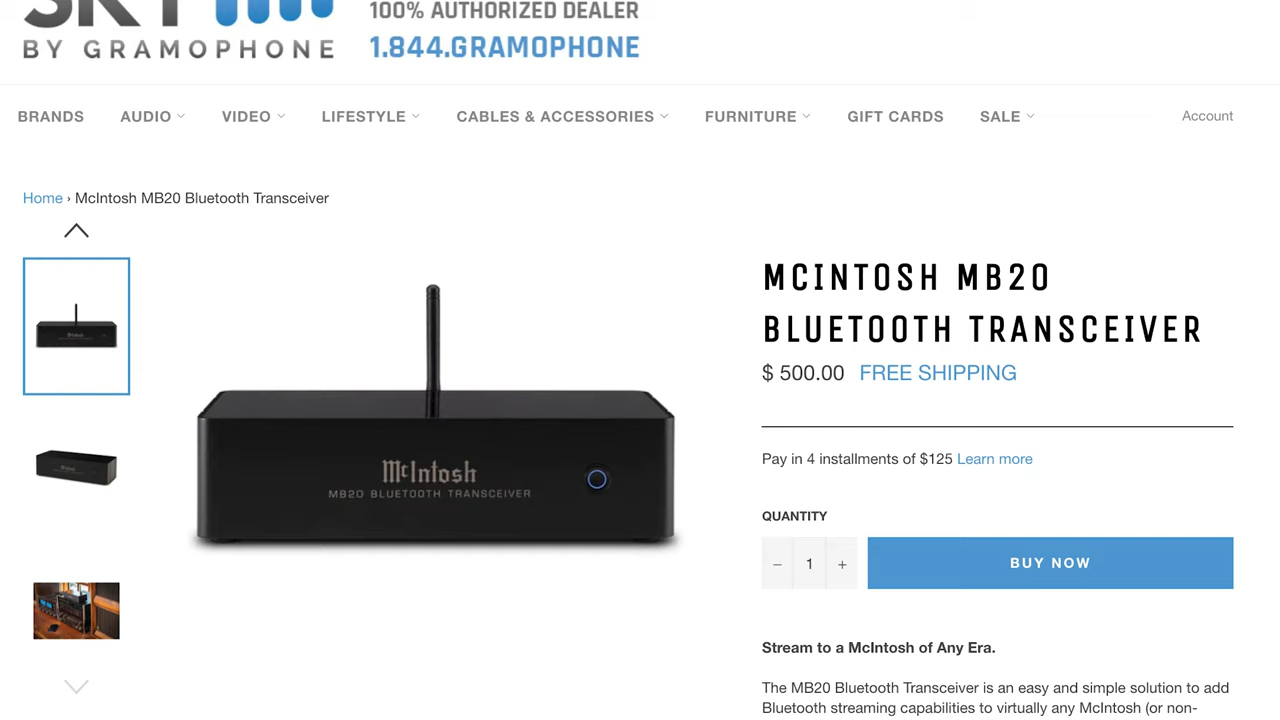 BY GRAMOPHONE
100% AUTHORIZED DEALER
1.844.GRAMOPHONE
BRANDS AUDIO VIDEO LIFESTYLE CABLES & ACCESSORIES FURNITURE GIFT CARDS SALE Account
Home › McIntosh MB20 Bluetooth Transceiver
McIntosh
MB20 BLUETOOTH TRANSCEIVER
MCINTOSH MB20
BLUETOOTH TRANSCEIVER
$ 500.00 FREE SHIPPING
Pay in 4 installments of $125 Learn more
QUANTITY
− 1 + BUY NOW
Stream to a McIntosh of Any Era.
The MB20 Bluetooth Transceiver is an easy and simple solution to add
Bluetooth streaming capabilities to virtually any McIntosh (or non-